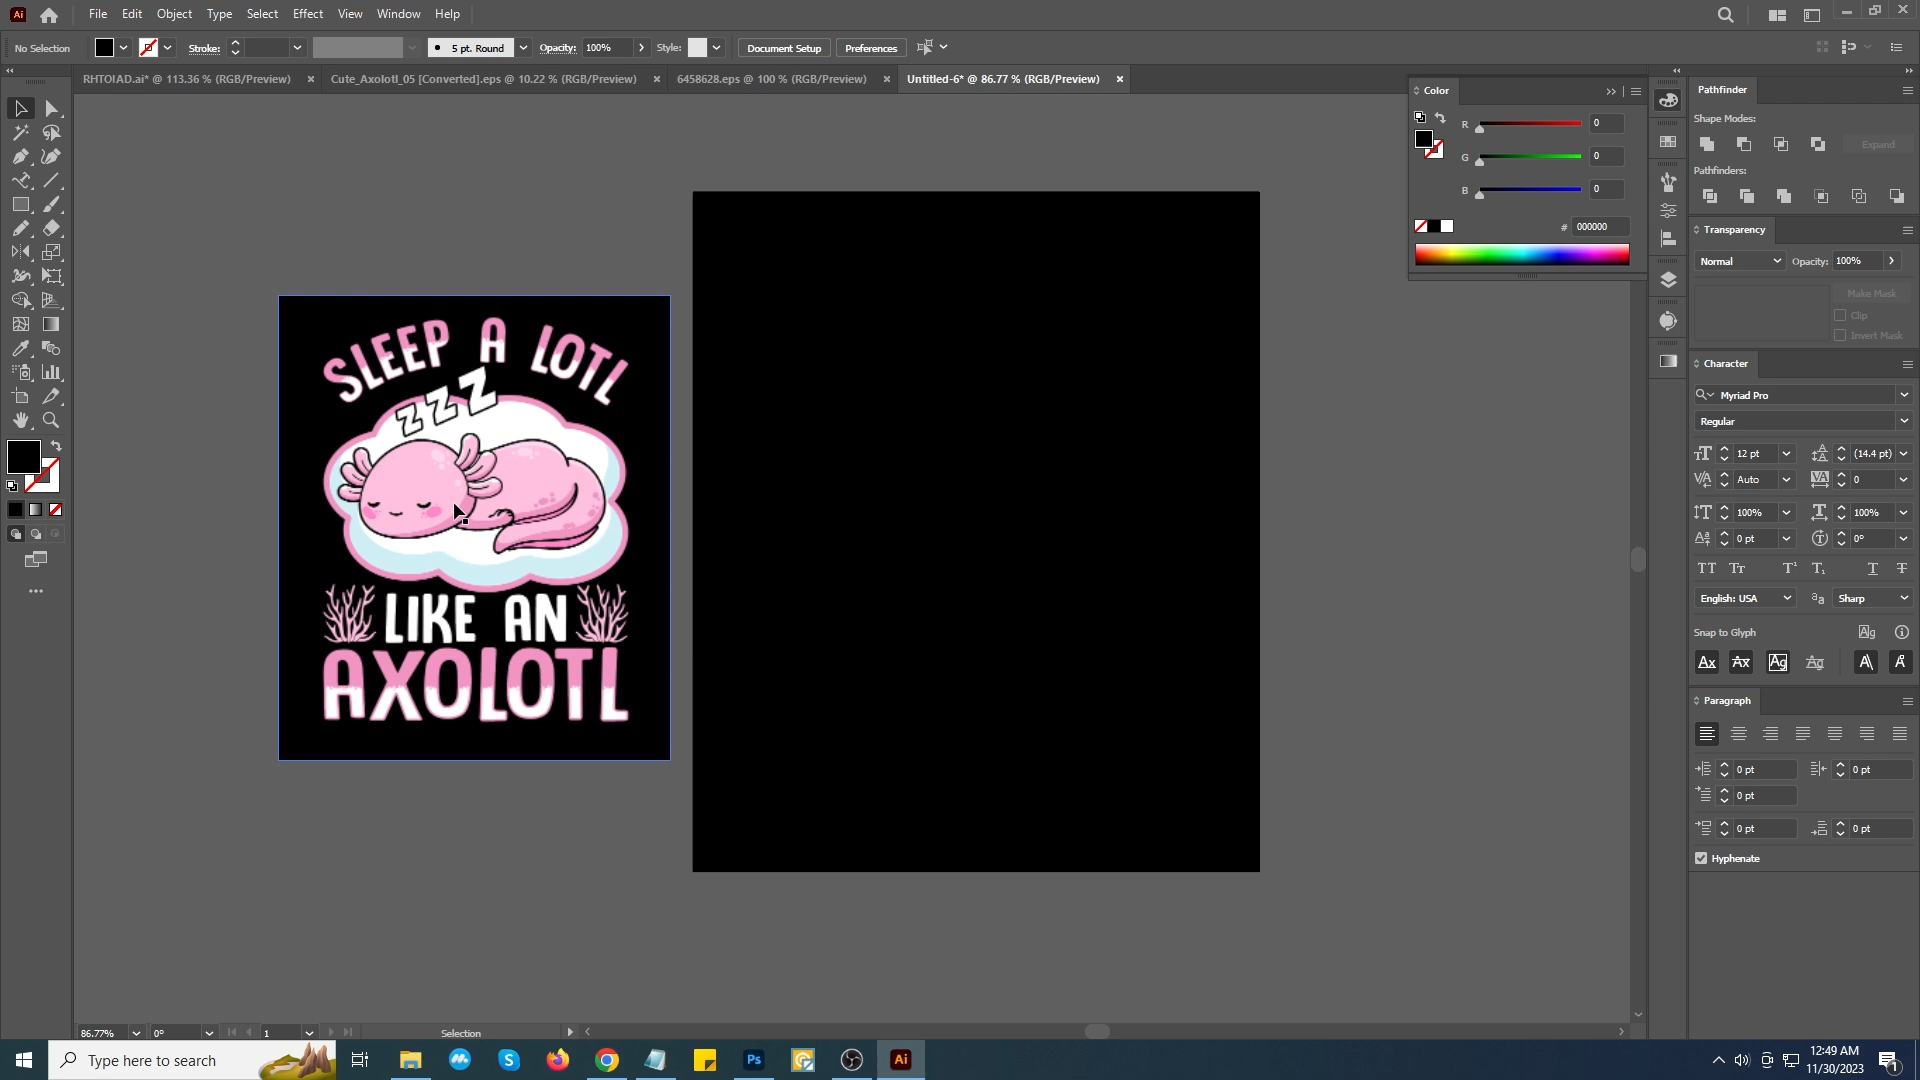 Ai File Edit Object Type Select Effect View Window Help
No Selection Stroke: 5 pt. Round Opacity: 100% Style: Document Setup Preferences
RHTOIAD.ai* @ 113.36 % (RGB/Preview) × Cute_Axolotl_05 [Converted].eps @ 10.22 % (RGB/Preview) × 6458628.eps @ 100 % (RGB/Preview) × Untitled-6* @ 86.77 % (RGB/Preview) ×
Color
R 0
G 0
B 0
# 000000
Pathfinder
Shape Modes:
Expand
Pathfinders:
Transparency
Normal Opacity: 100%
Make Mask
Clip
Invert Mask
Character
Myriad Pro
Regular
12 pt (14.4 pt)
Auto 0
100% 100%
0 pt 0°
English: USA Sharp
Snap to Glyph
Paragraph
0 pt 0 pt
0 pt
0 pt 0 pt
Hyphenate
SLEEP A LOTL
ZZZ
LIKE AN
AXOLOTL
86.77% 0° 1 Selection
Type here to search
Ps
Ai
12:49 AM
11/30/2023
1